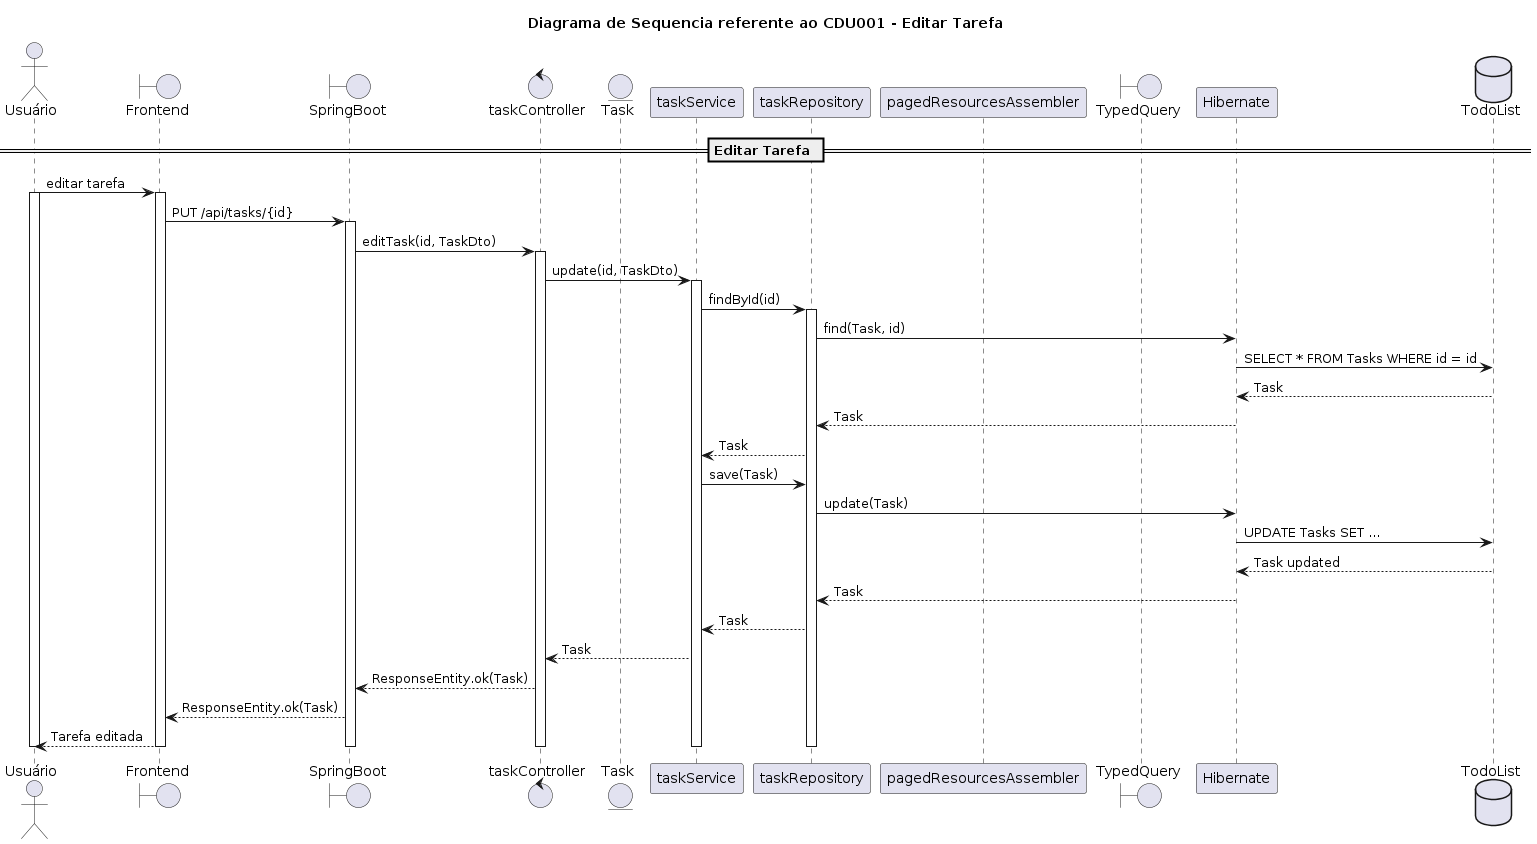 Diagrama de Sequencia referente ao CDU001 - Editar Tarefa
Usuário
Frontend
SpringBoot
taskController
Task
taskService
taskRepository
pagedResourcesAssembler
TypedQuery
Hibernate
TodoList
Editar Tarefa
editar tarefa
PUT /api/tasks/{id}
editTask(id, TaskDto)
update(id, TaskDto)
findById(id)
find(Task, id)
SELECT * FROM Tasks WHERE id = id
Task
Task
Task
save(Task)
update(Task)
UPDATE Tasks SET ...
Task updated
Task
Task
Task
ResponseEntity.ok(Task)
ResponseEntity.ok(Task)
Tarefa editada
Usuário
Frontend
SpringBoot
taskController
Task
taskService
taskRepository
pagedResourcesAssembler
TypedQuery
Hibernate
TodoList